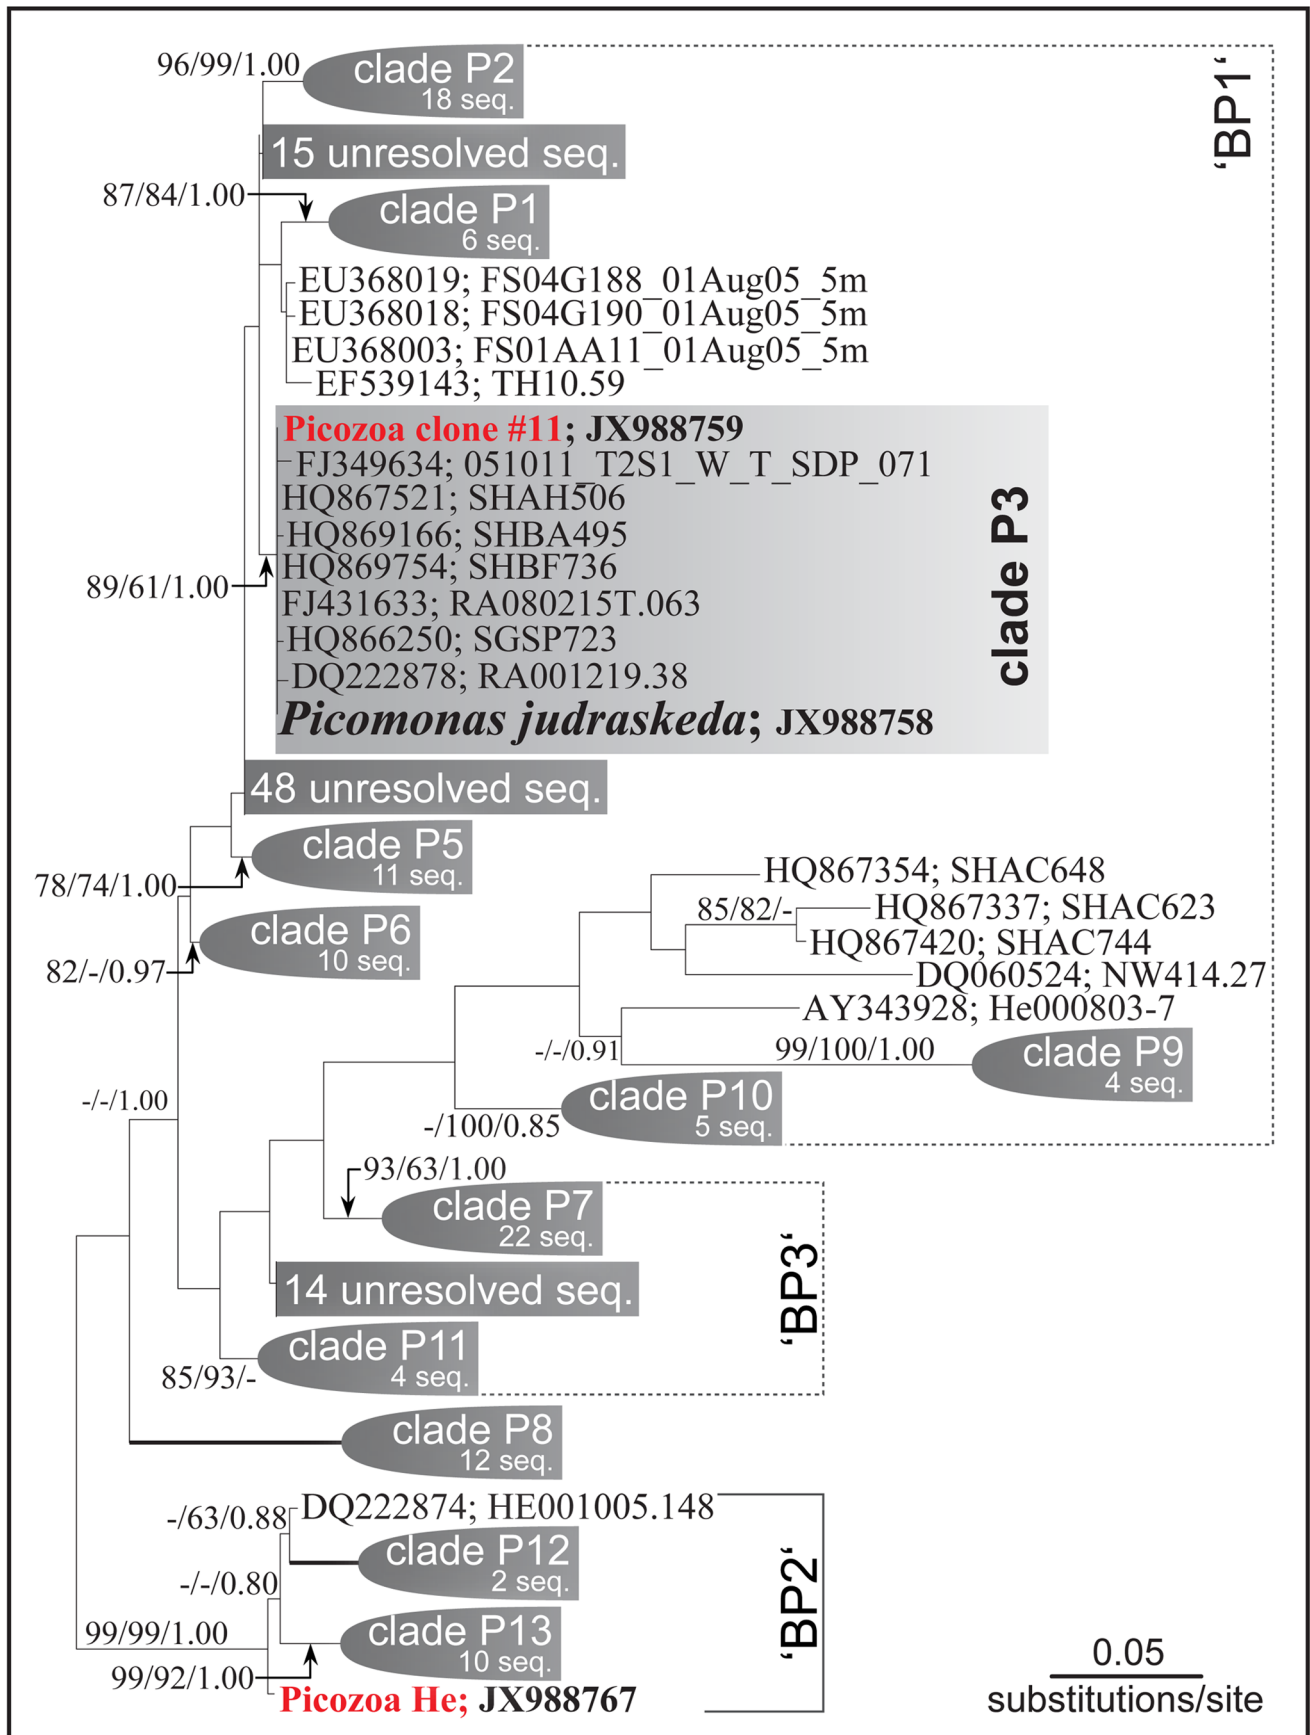 96/99/1.00
clade P2
18 seq.
'BP1'
15 unresolved seq.
87/84/1.00
clade P1
6 seq.
EU368019; FS04G188_01Aug05_5m
EU368018; FS04G190_01Aug05_5m
EU368003; FS01AA11_01Aug05_5m
EF539143; TH10.59
Picozoa clone #11; JX988759
FJ349634; 051011_T2S1_W_T_SDP_071
HQ867521; SHAH506
HQ869166; SHBA495
HQ869754; SHBF736
89/61/1.00
FJ431633; RA080215T.063
HQ866250; SGSP723
DQ222878; RA001219.38
Picomonas judraskeda; JX988758
clade P3
48 unresolved seq.
clade P5
11 seq.
78/74/1.00
clade P6
10 seq.
82/-/0.97
HQ867354; SHAC648
85/82/-
HQ867337; SHAC623
HQ867420; SHAC744
DQ060524; NW414.27
AY343928; He000803-7
-/-/0.91
99/100/1.00
clade P9
4 seq.
clade P10
5 seq.
-/100/0.85
-/-/1.00
93/63/1.00
clade P7
22 seq.
14 unresolved seq.
'BP3'
clade P11
4 seq.
85/93/-
clade P8
12 seq.
DQ222874; HE001005.148
-/63/0.88
clade P12
2 seq.
-/-/0.80
'BP2'
clade P13
10 seq.
99/99/1.00
99/92/1.00
Picozoa He; JX988767
0.05
substitutions/site